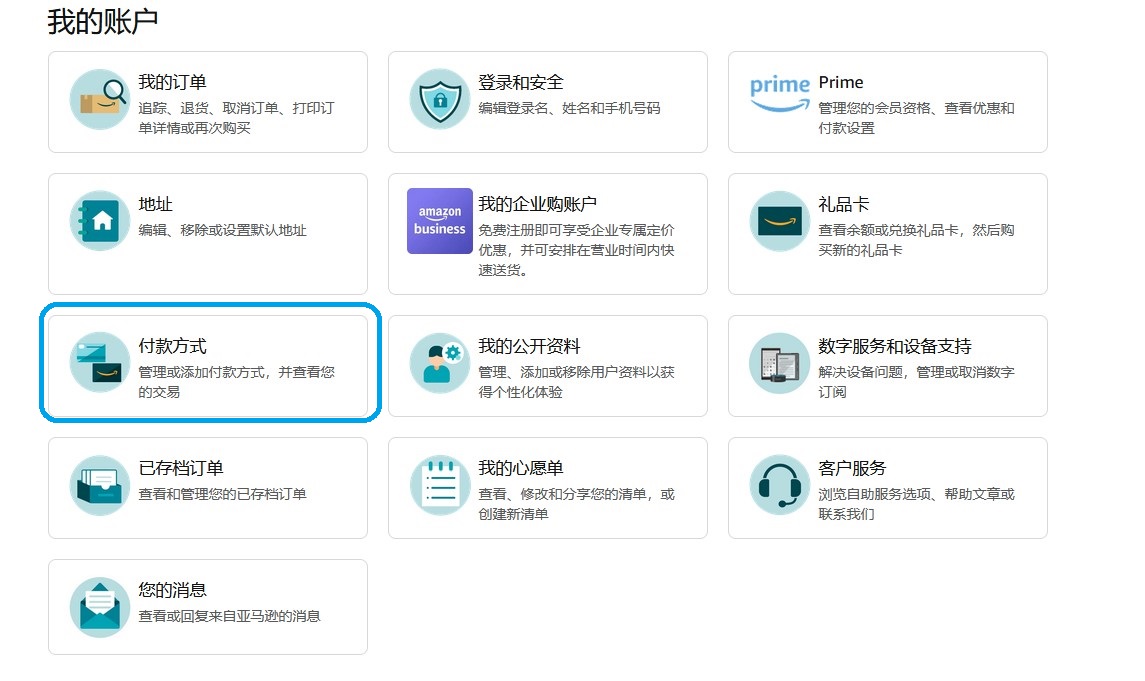 我的账户
我的订单
追踪、退货、取消订单、打印订
单详情或再次购买
登录和安全
编辑登录名、姓名和手机号码
prime
Prime
管理您的会员资格、查看优惠和
付款设置
地址
编辑、移除或设置默认地址
amazon
business
我的企业购账户
免费注册即可享受企业专属定价
优惠，并可安排在营业时间内快
速送货。
礼品卡
查看余额或兑换礼品卡，然后购
买新的礼品卡
付款方式
管理或添加付款方式，并查看您
的交易
我的公开资料
管理、添加或移除用户资料以获
得个性化体验
数字服务和设备支持
解决设备问题，管理或取消数字
订阅
已存档订单
查看和管理您的已存档订单
我的心愿单
查看、修改和分享您的清单，或
创建新清单
客户服务
浏览自助服务选项、帮助文章或
联系我们
您的消息
查看或回复来自亚马逊的消息